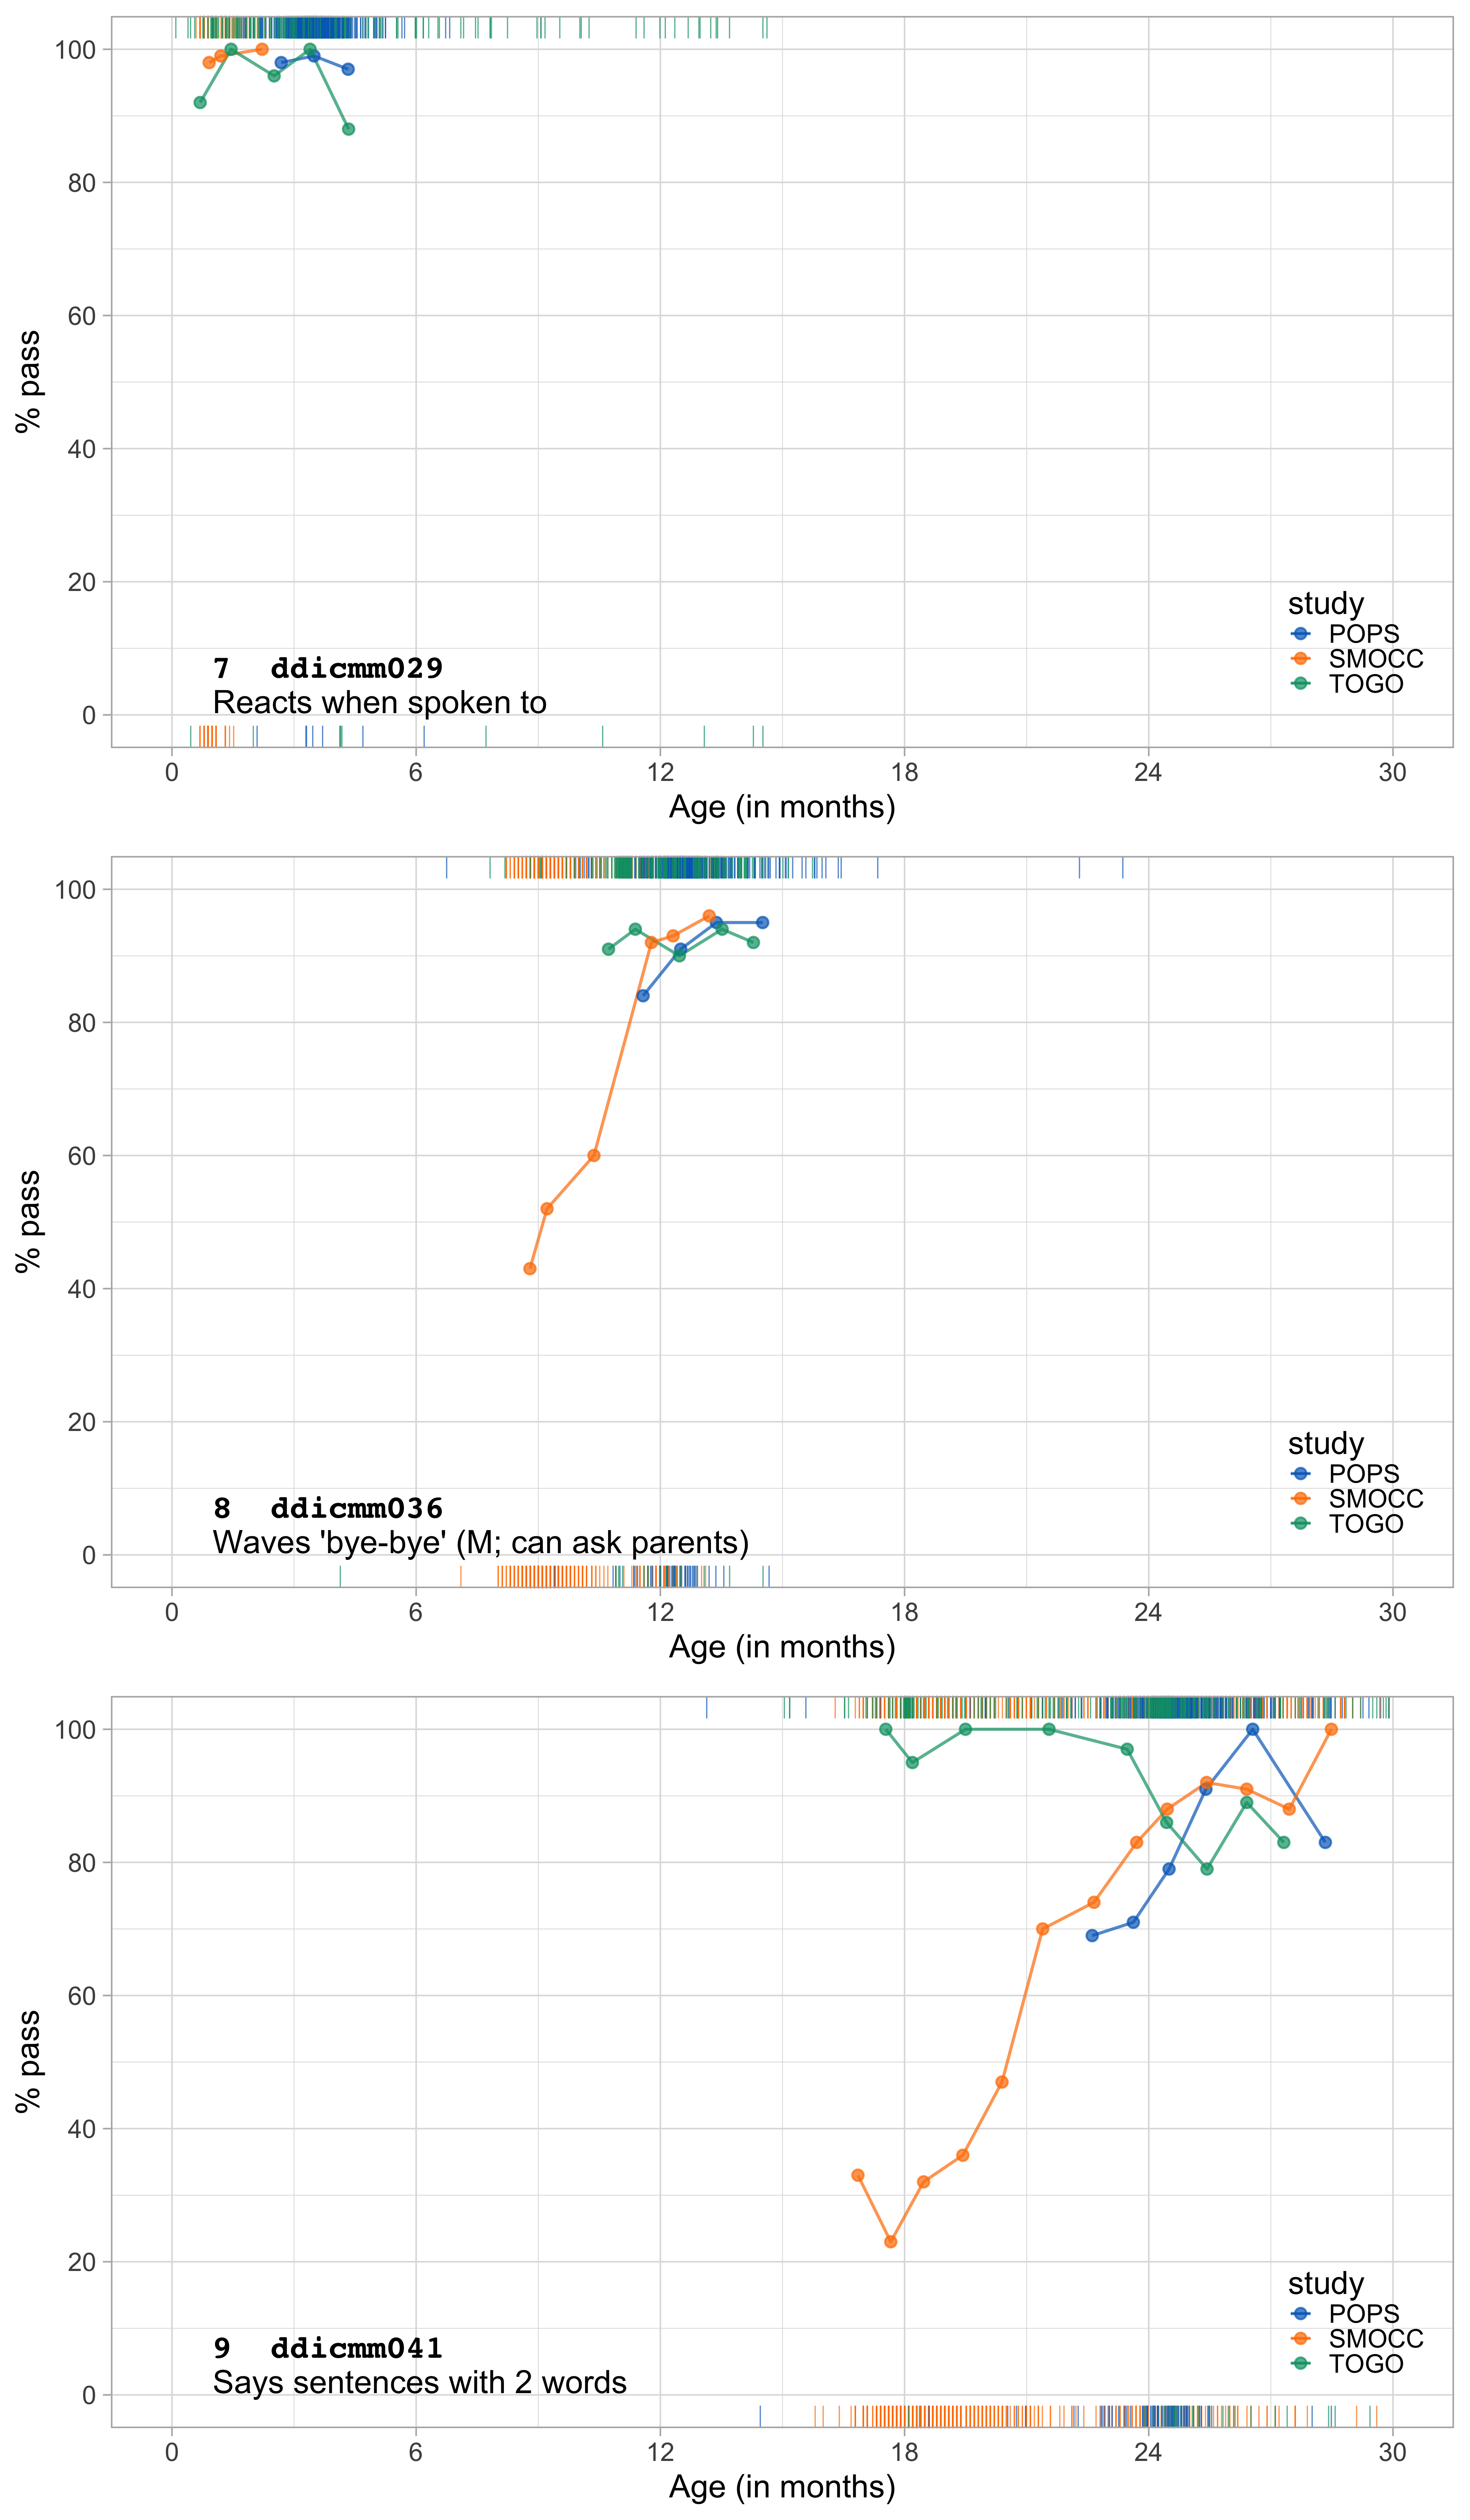 100
80
60
40
20
0
% pass
study
POPS
SMOCC
TOGO
7 ddicmm029
Reacts when spoken to
0 6 12 18 24 30
Age (in months)
100
80
60
40
20
0
% pass
study
POPS
SMOCC
TOGO
8 ddicmm036
Waves 'bye-bye' (M; can ask parents)
0 6 12 18 24 30
Age (in months)
100
80
60
40
20
0
% pass
study
POPS
SMOCC
TOGO
9 ddicmm041
Says sentences with 2 words
0 6 12 18 24 30
Age (in months)